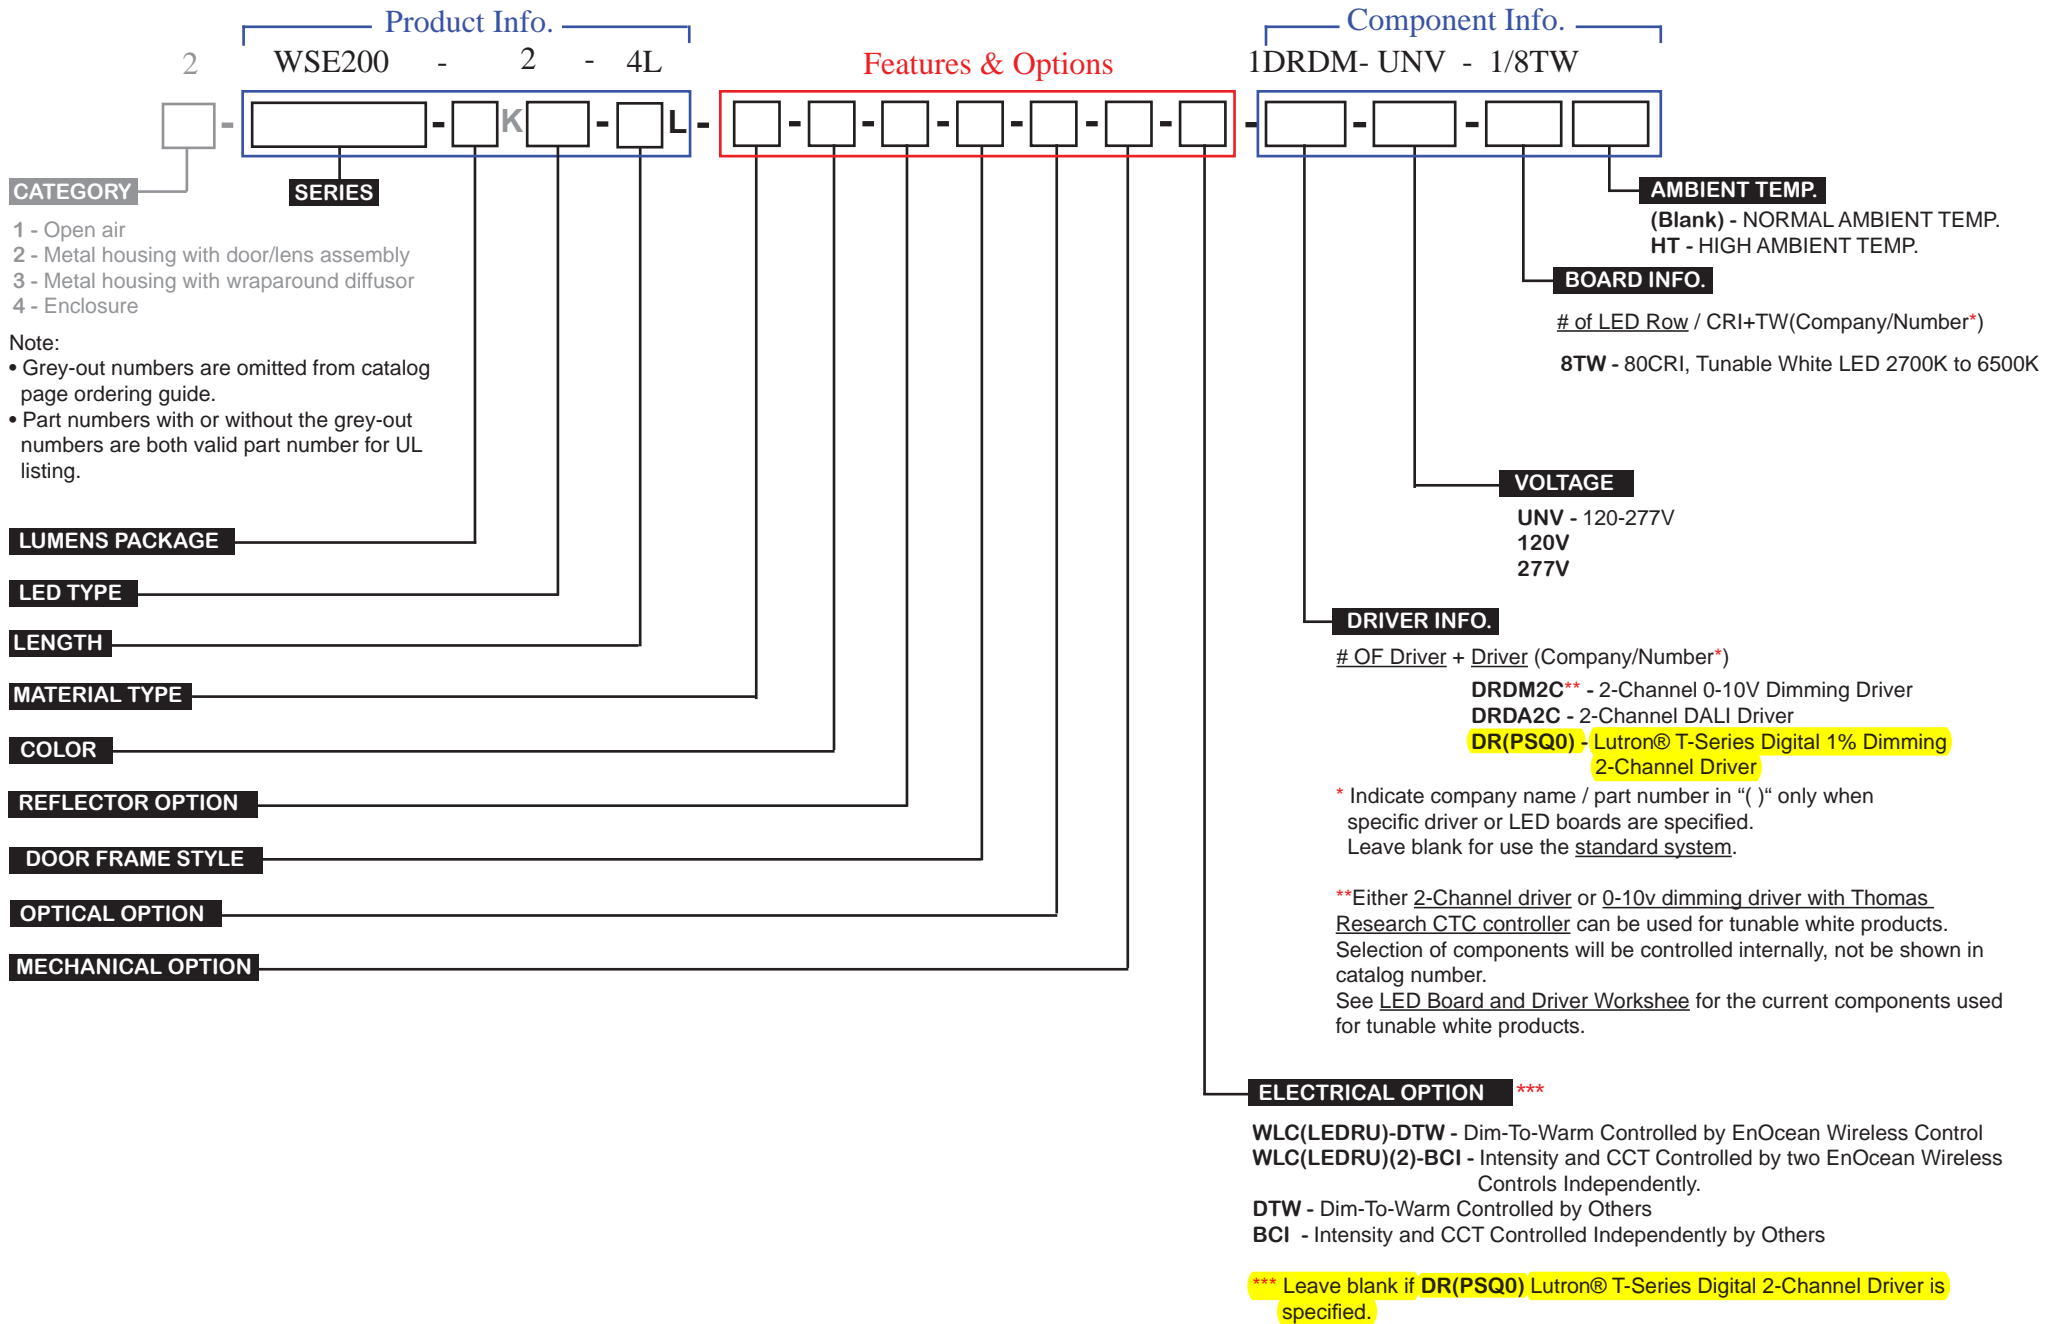 Product Info.
Component Info.
2 WSE200 - 2 - 4L
Features & Options
1DRDM- UNV - 1/8TW
- - K - L - - - - - - - - - -
CATEGORY
SERIES
1 - Open air
2 - Metal housing with door/lens assembly
3 - Metal housing with wraparound diffusor
4 - Enclosure
Note:
• Grey-out numbers are omitted from catalog
page ordering guide.
• Part numbers with or without the grey-out
numbers are both valid part number for UL
listing.
LUMENS PACKAGE
LED TYPE
LENGTH
MATERIAL TYPE
COLOR
REFLECTOR OPTION
DOOR FRAME STYLE
OPTICAL OPTION
MECHANICAL OPTION
AMBIENT TEMP.
(Blank) - NORMAL AMBIENT TEMP.
HT - HIGH AMBIENT TEMP.
BOARD INFO.
# of LED Row / CRI+TW(Company/Number*)
8TW - 80CRI, Tunable White LED 2700K to 6500K
VOLTAGE
UNV - 120-277V
120V
277V
DRIVER INFO.
# OF Driver + Driver (Company/Number*)
DRDM2C** - 2-Channel 0-10V Dimming Driver
DRDA2C - 2-Channel DALI Driver
DR(PSQ0) - Lutron® T-Series Digital 1% Dimming
2-Channel Driver
* Indicate company name / part number in “( )“ only when
specific driver or LED boards are specified.
Leave blank for use the standard system.
**Either 2-Channel driver or 0-10v dimming driver with Thomas
Research CTC controller can be used for tunable white products.
Selection of components will be controlled internally, not be shown in
catalog number.
See LED Board and Driver Workshee for the current components used
for tunable white products.
ELECTRICAL OPTION ***
WLC(LEDRU)-DTW - Dim-To-Warm Controlled by EnOcean Wireless Control
WLC(LEDRU)(2)-BCI - Intensity and CCT Controlled by two EnOcean Wireless
Controls Independently.
DTW - Dim-To-Warm Controlled by Others
BCI - Intensity and CCT Controlled Independently by Others
*** Leave blank if DR(PSQ0) Lutron® T-Series Digital 2-Channel Driver is
specified.